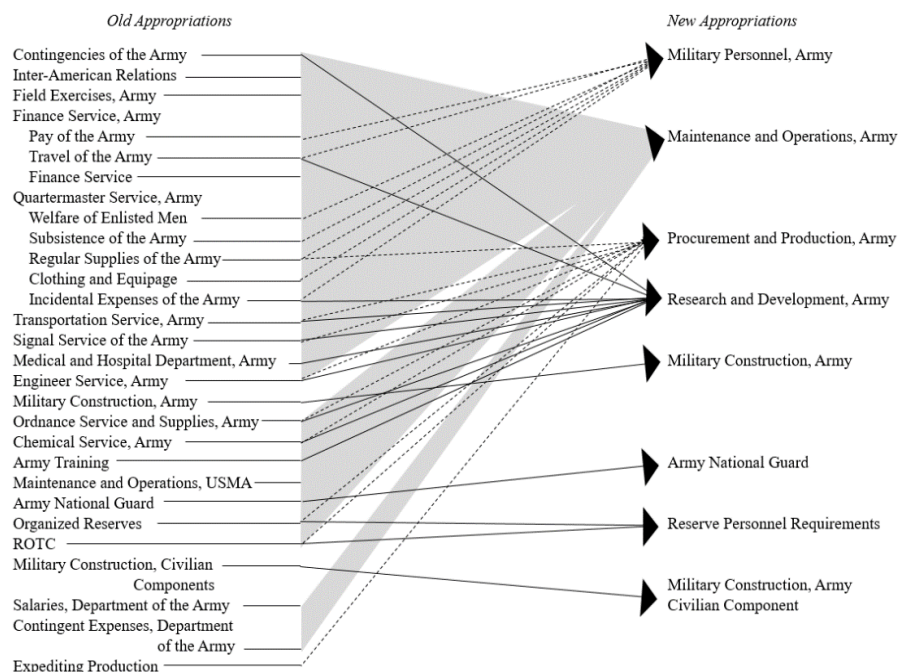 Old Appropriations
New Appropriations
Contingencies of the Army
Inter-American Relations
Field Exercises, Army
Finance Service, Army
Pay of the Army
Travel of the Army
Finance Service
Quartermaster Service, Army
Welfare of Enlisted Men
Subsistence of the Army
Regular Supplies of the Army
Clothing and Equipage
Incidental Expenses of the Army
Transportation Service, Army
Signal Service of the Army
Medical and Hospital Department, Army
Engineer Service, Army
Military Construction, Army
Ordnance Service and Supplies, Army
Chemical Service, Army
Army Training
Maintenance and Operations, USMA
Army National Guard
Organized Reserves
ROTC
Military Construction, Civilian
Components
Salaries, Department of the Army
Contingent Expenses, Department
of the Army
Expediting Production
Military Personnel, Army
Maintenance and Operations, Army
Procurement and Production, Army
Research and Development, Army
Military Construction, Army
Army National Guard
Reserve Personnel Requirements
Military Construction, Army
Civilian Component